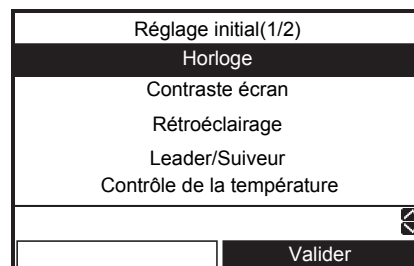 Réglage initial(1/2)
Horloge
Contraste écran
Rétroéclairage
Leader/Suiveur
Contrôle de la température
Valider